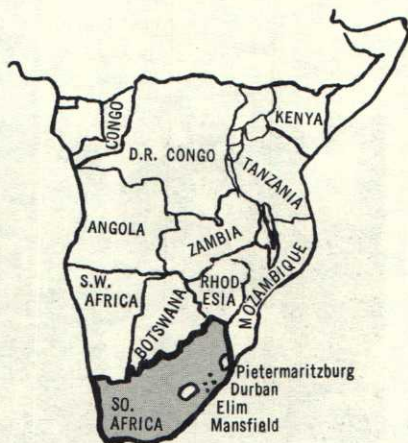 CONGO
KENYA
D.R. CONGO
TANZANIA
ANGOLA
ZAMBIA
MOZAMBIQUE
S.W.
AFRICA
RHOD
ESIA
BOTSWANA
Pietermaritzburg
Durban
Elim
Mansfield
SO.
AFRICA